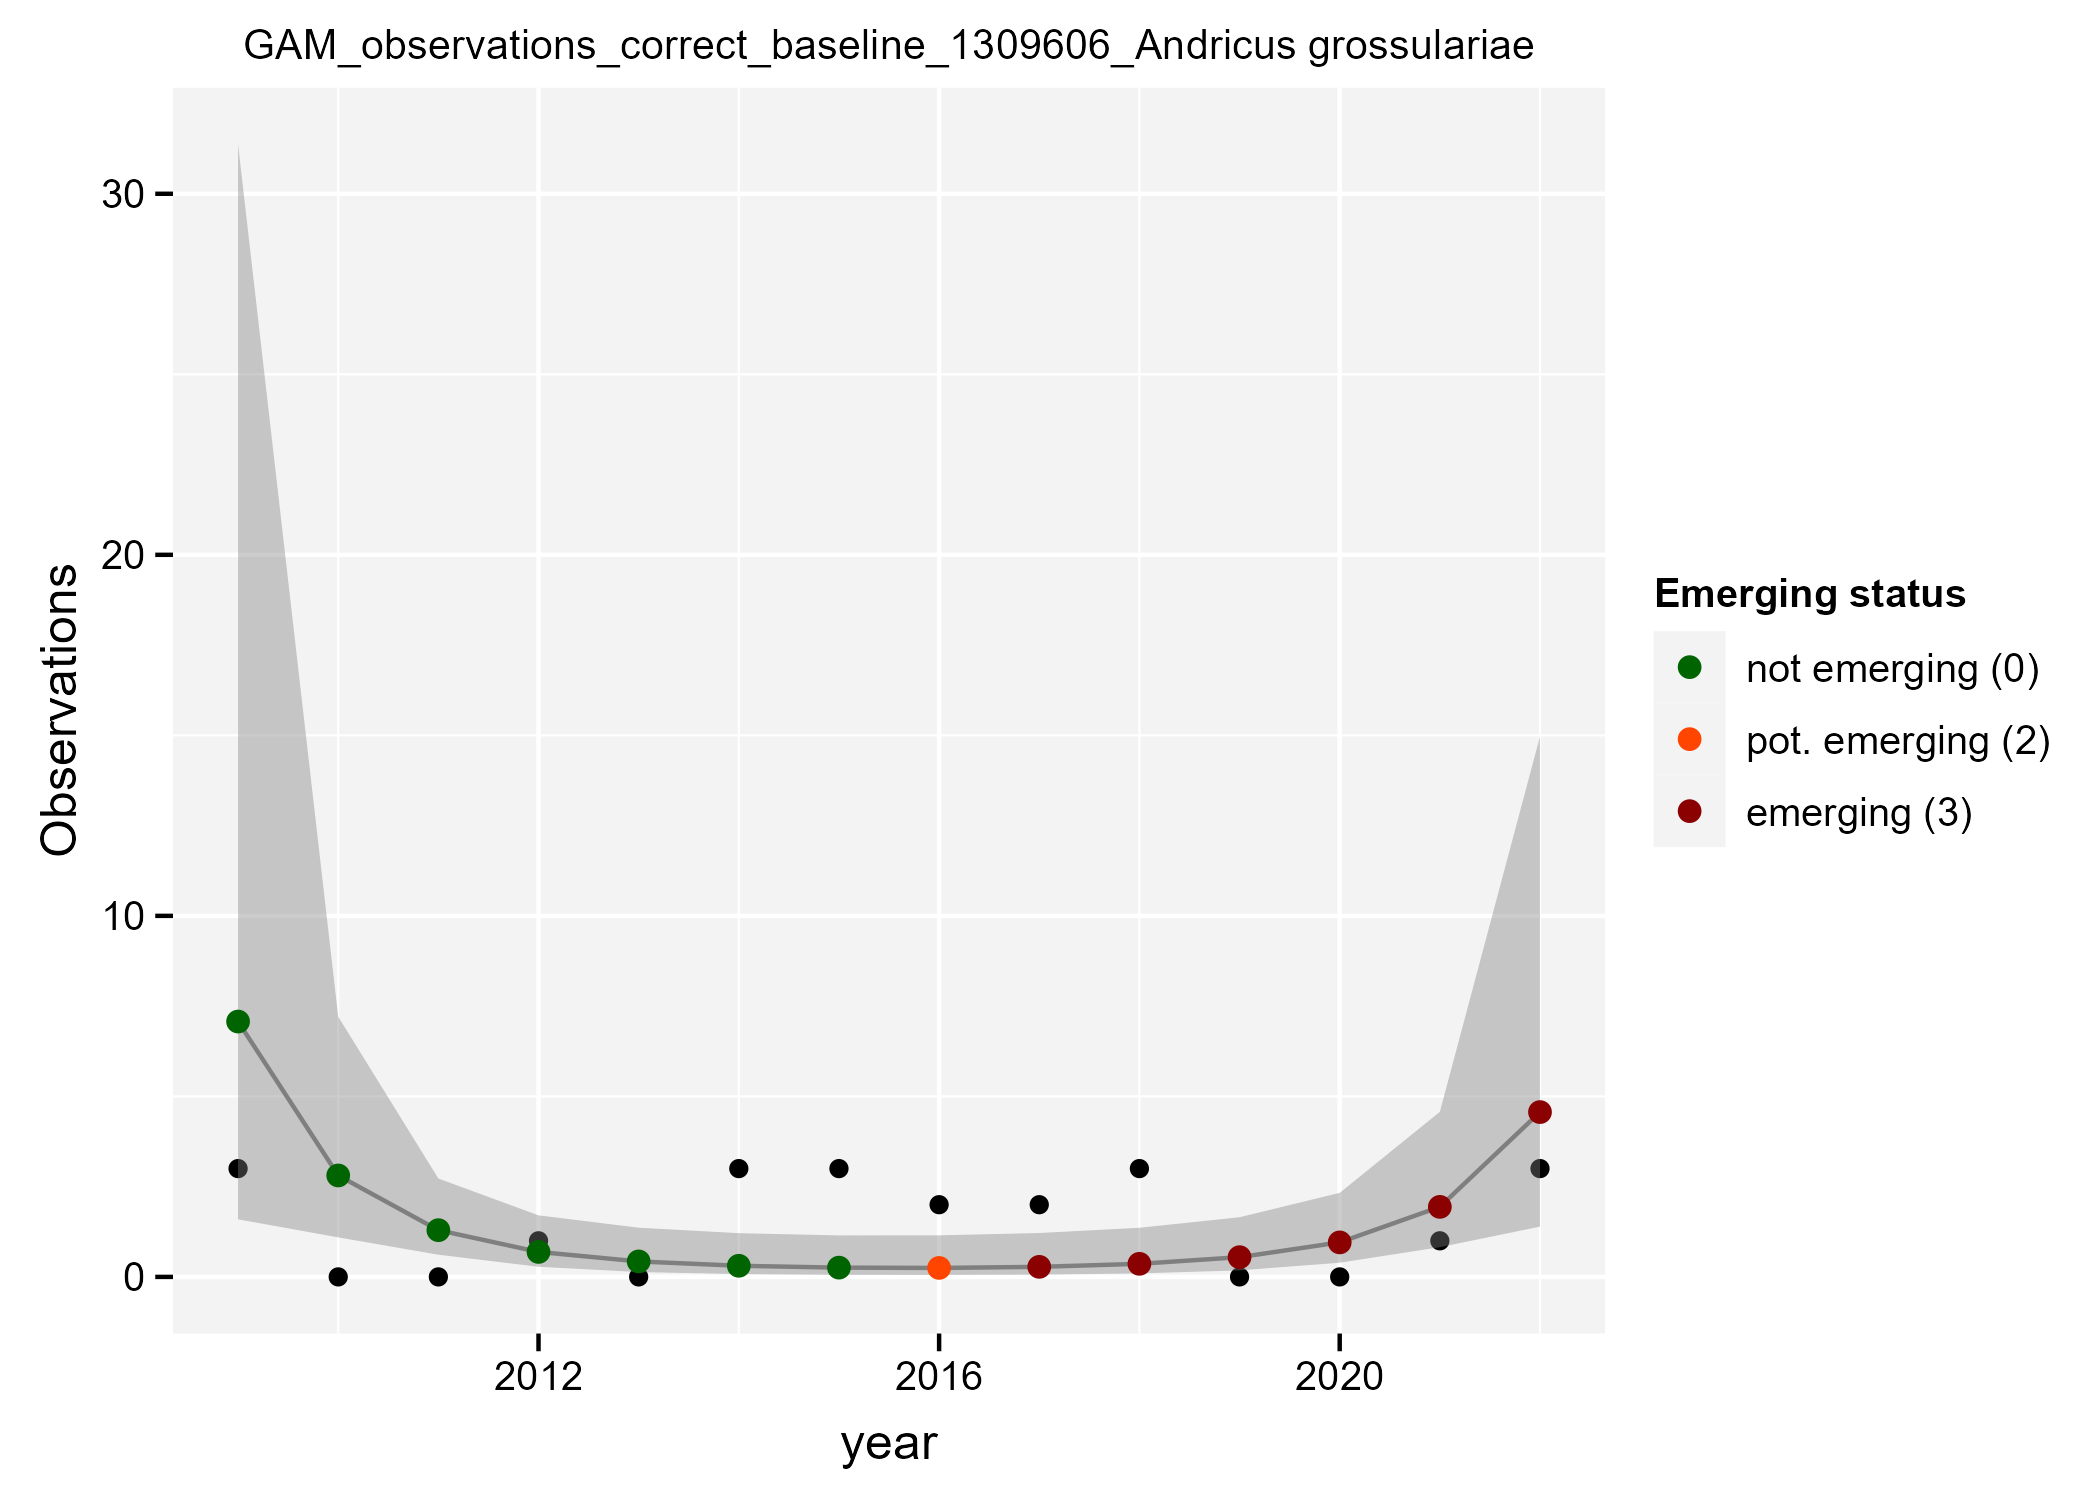 GAM_observations_correct_baseline_1309606_Andricus grossulariae
30
20
10
0
Observations
2012
2016
2020
year
Emerging status
not emerging (0)
pot. emerging (2)
emerging (3)